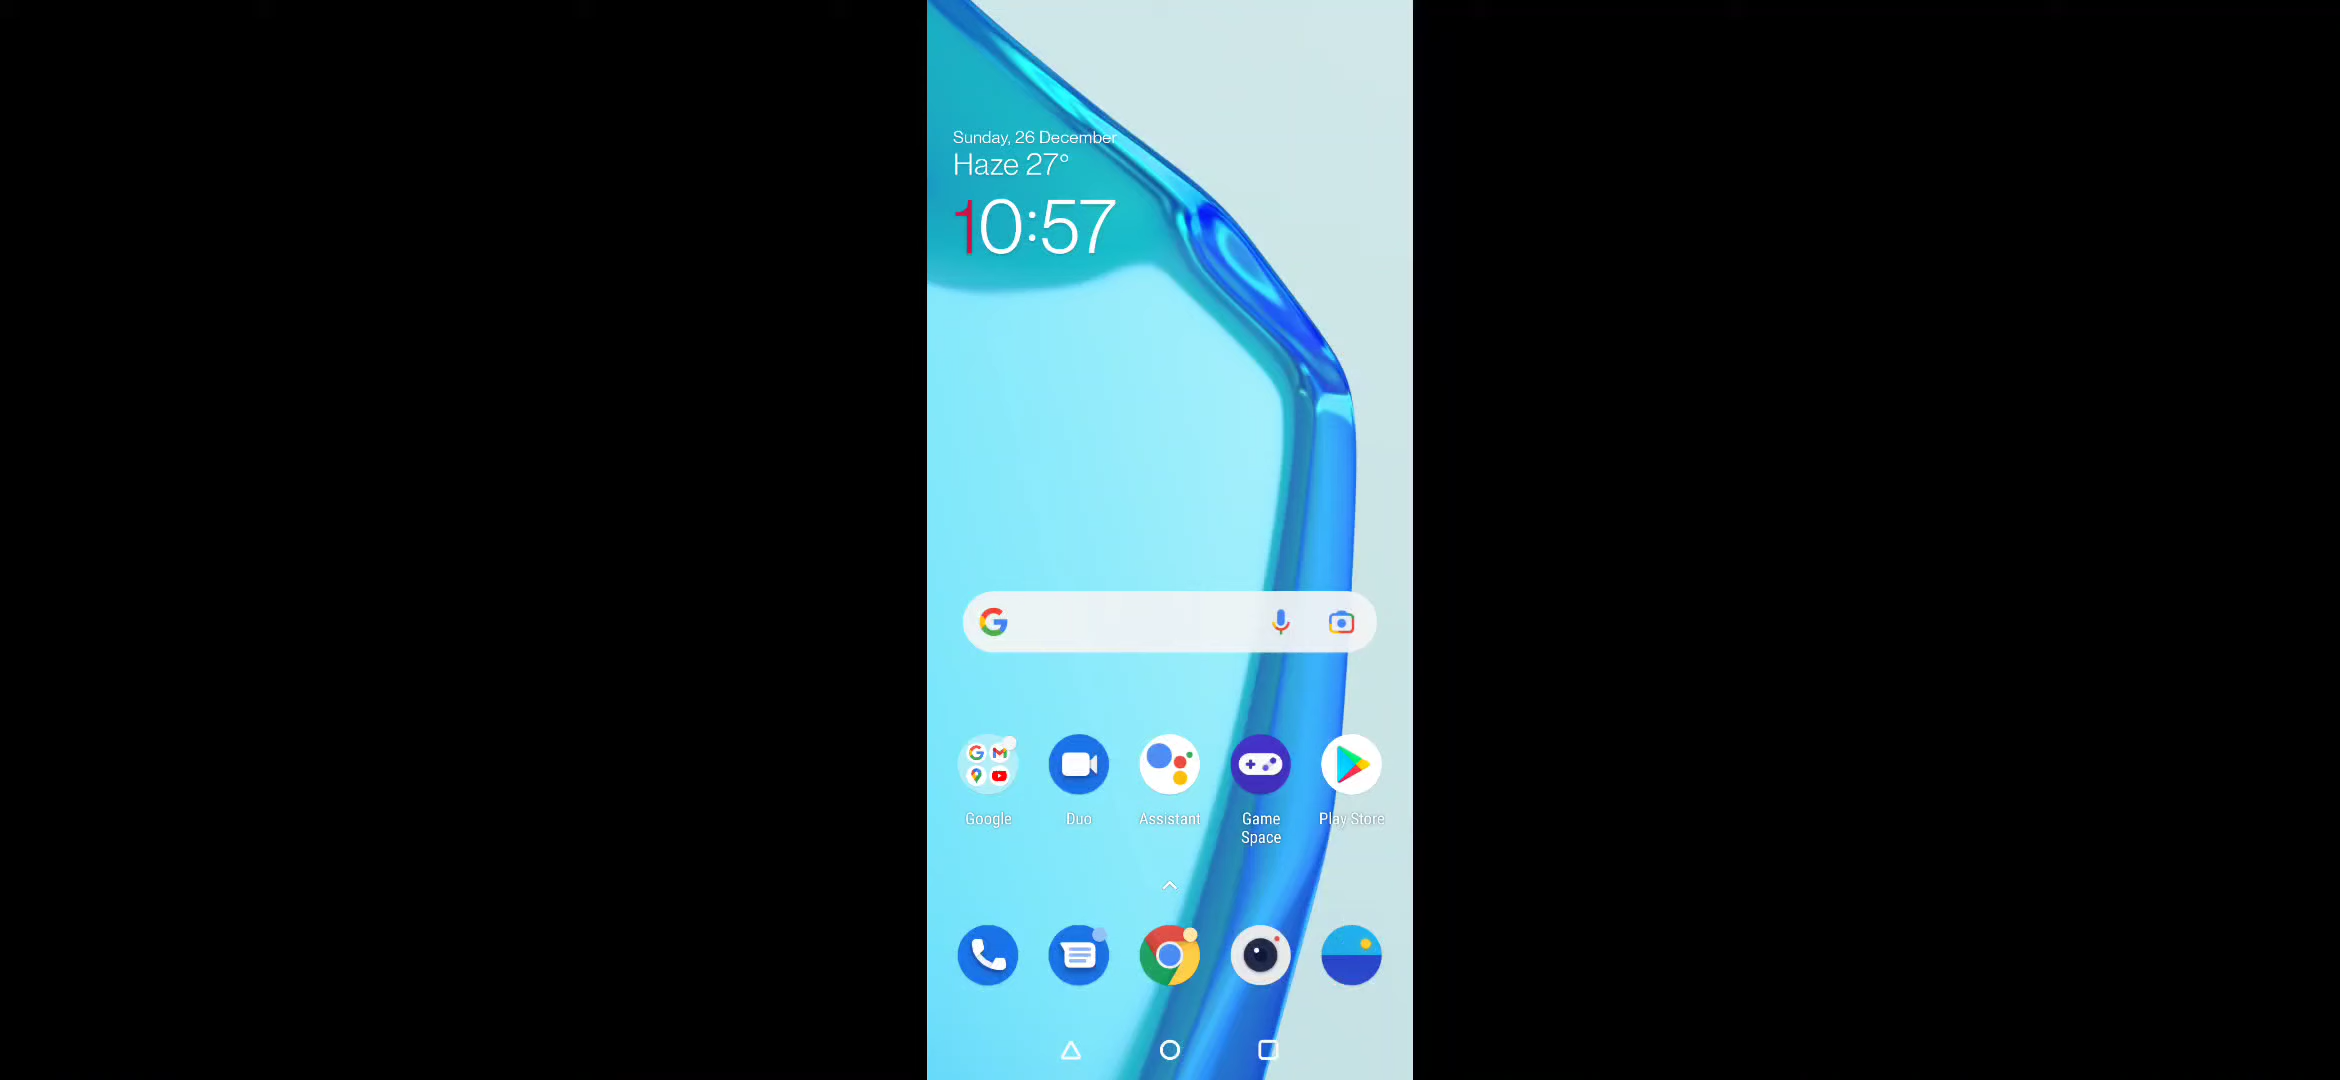 Sunday, 26 December
Haze 27°
10:57
Google
Duo
Assistant
Game
Space
Play Store